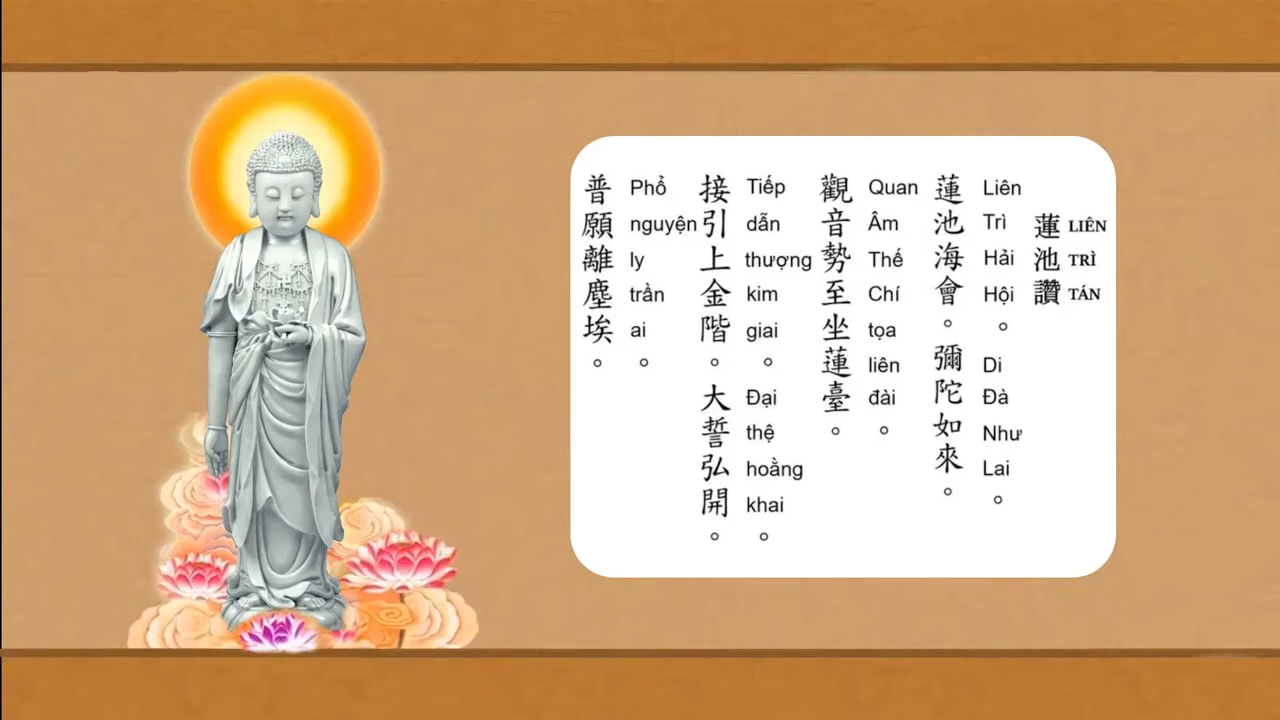 蓮池讚
LIÊN TRÌ TÁN
蓮池海會。彌陀如來。
Liên Trì Hải Hội。Di Đà Như Lai。
觀音勢至坐蓮臺。
Quan Âm Thế Chí tọa liên đài。
接引上金階。大誓弘開。
Tiếp dẫn thượng kim giai。Đại thệ hoằng khai。
普願離塵埃。
Phổ nguyện ly trần ai。